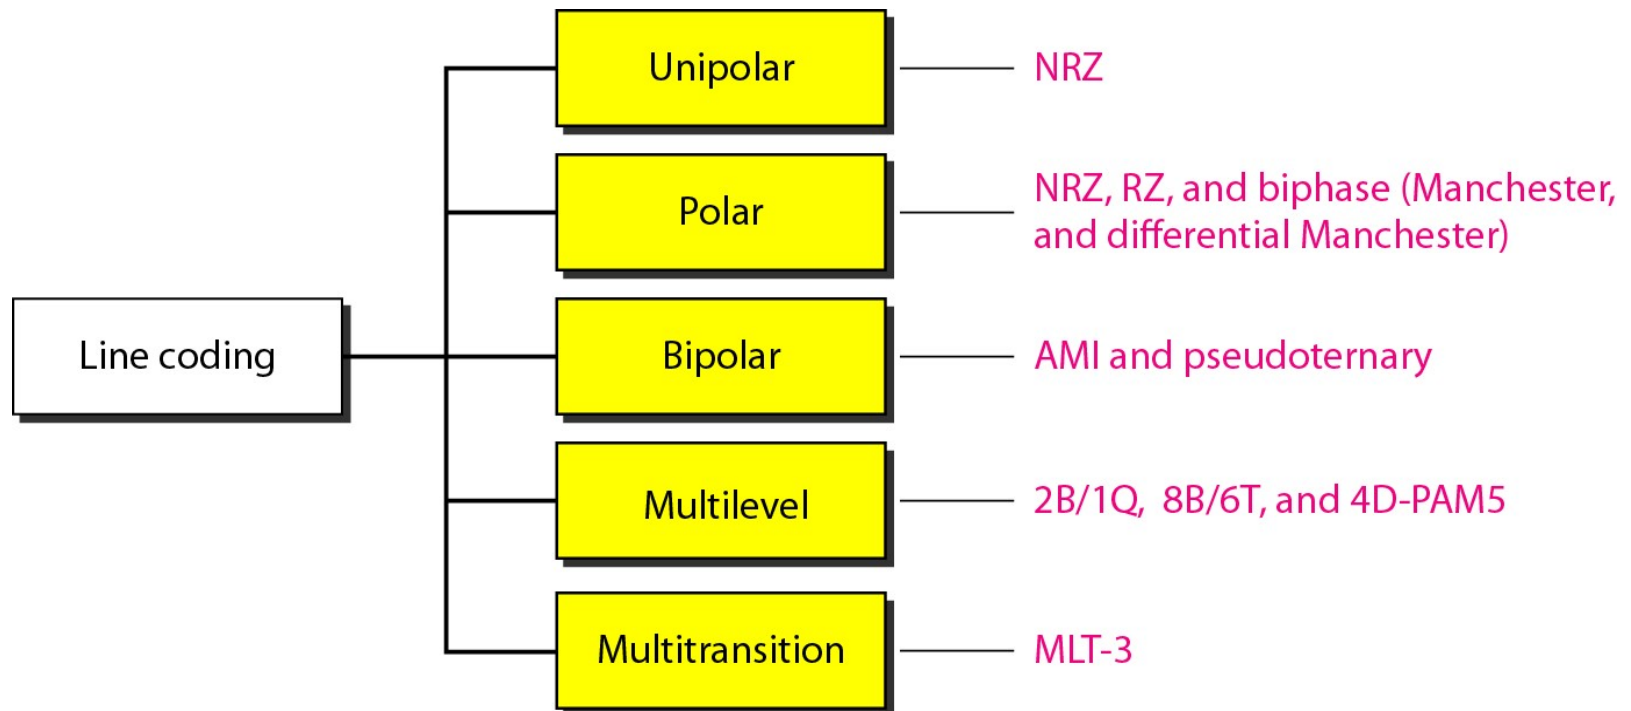 Line coding
Unipolar
NRZ
Polar
NRZ, RZ, and biphase (Manchester,
and differential Manchester)
Bipolar
AMI and pseudoternary
Multilevel
2B/1Q, 8B/6T, and 4D-PAM5
Multitransition
MLT-3